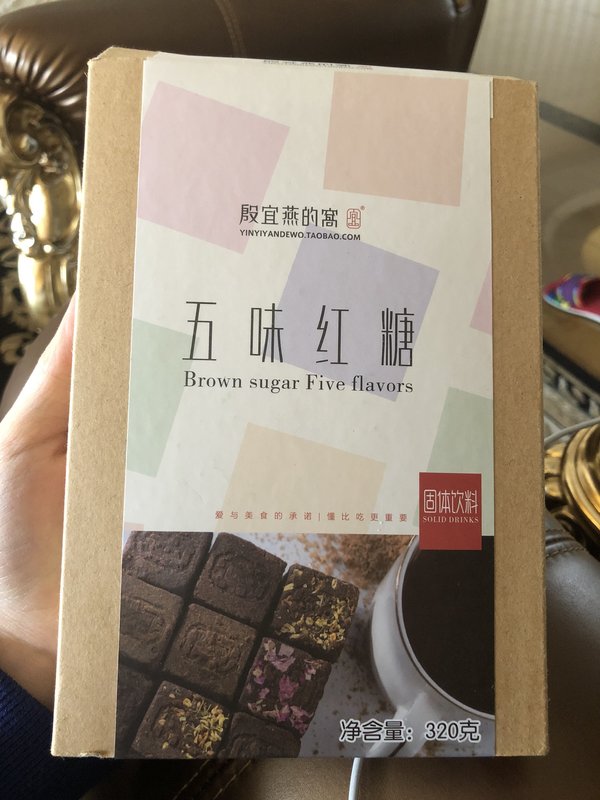 殷宜燕的窝®
YINYIYANDEWO.TAOBAO.COM
五味红糖
Brown sugar Five flavors
固体饮料
SOLID DRINKS
爱与美食的承诺|懂比吃更重要
净含量：320克